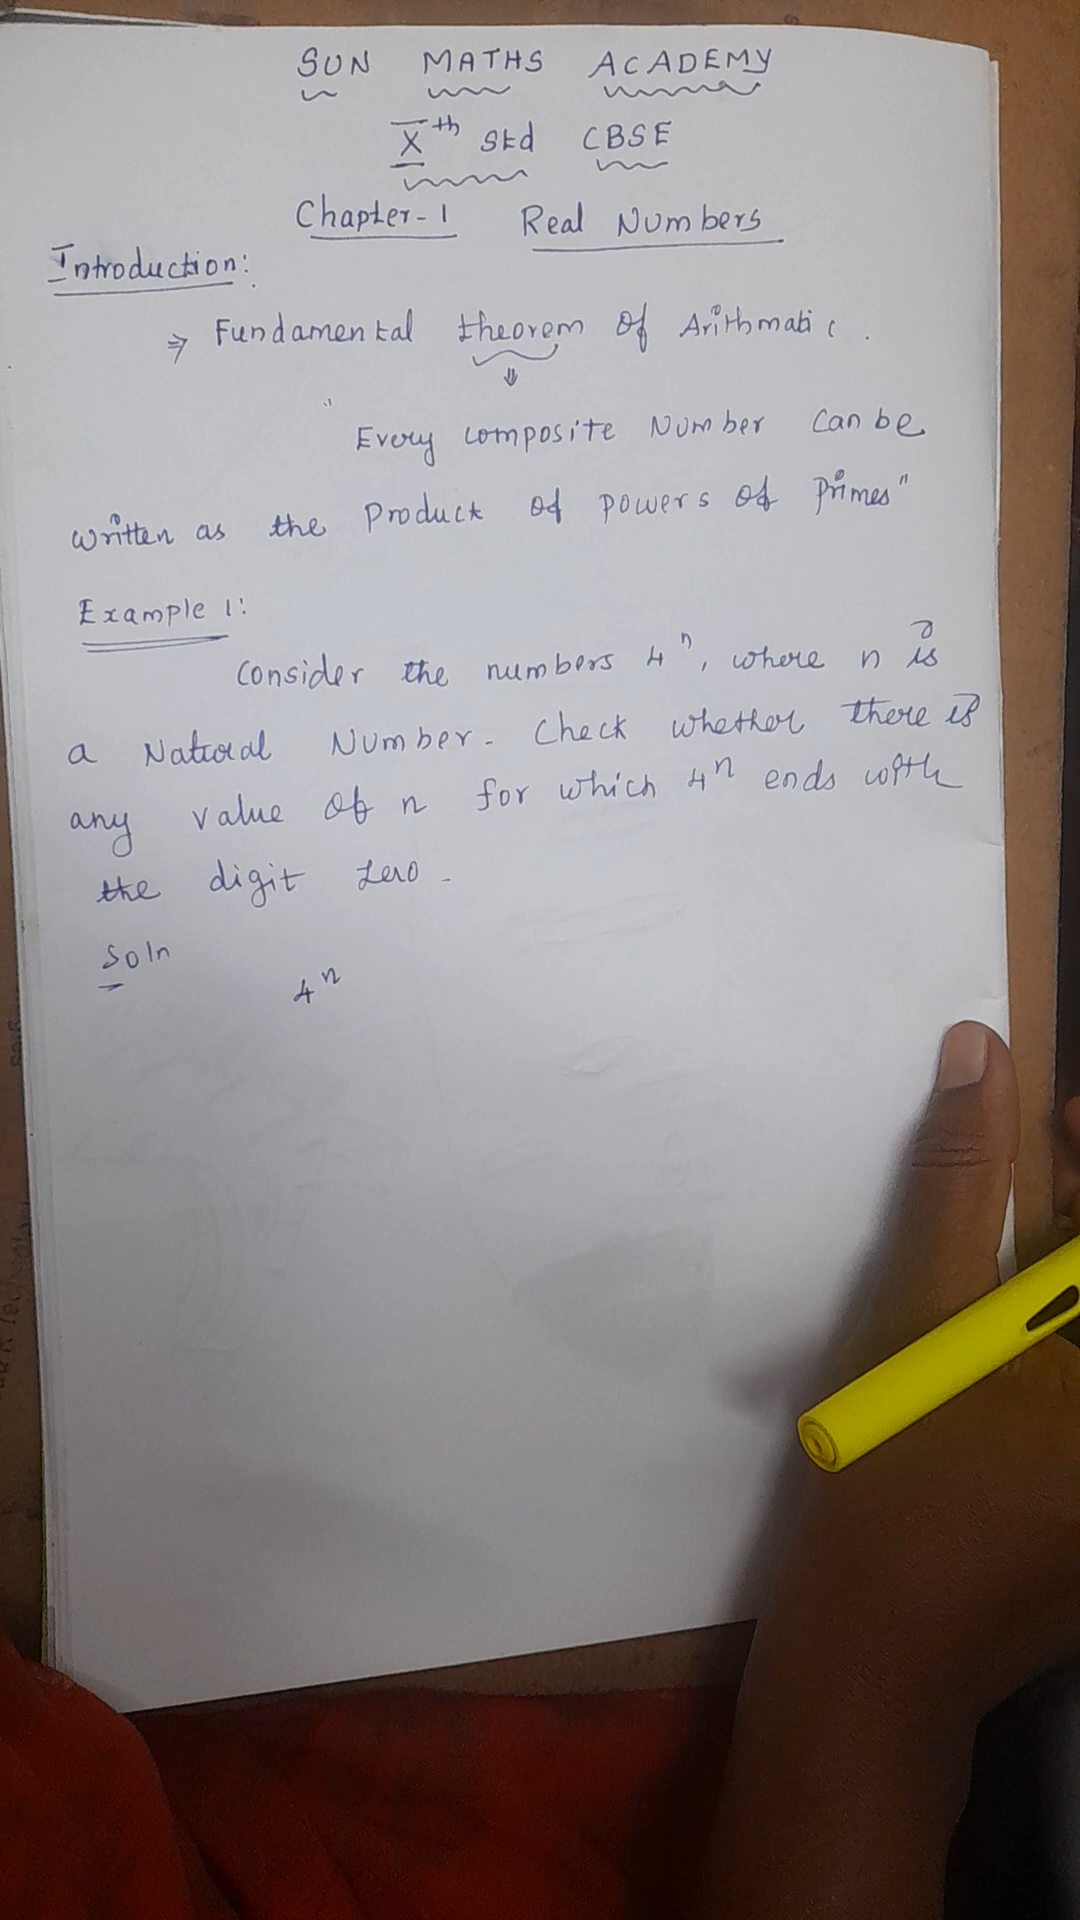 SUN MATHS ACADEMY
Xth Std CBSE
Chapter-1 Real Numbers
Introduction:
⇒ Fundamental theorem of Arithmatic.
⇓
"Every composite Number can be
written as the Product of powers of Primes"
Example 1:
Consider the numbers 4ⁿ, where n is
a Natural Number. Check whether there is
any value of n for which 4ⁿ ends with
the digit zero.
Soln
4ⁿ